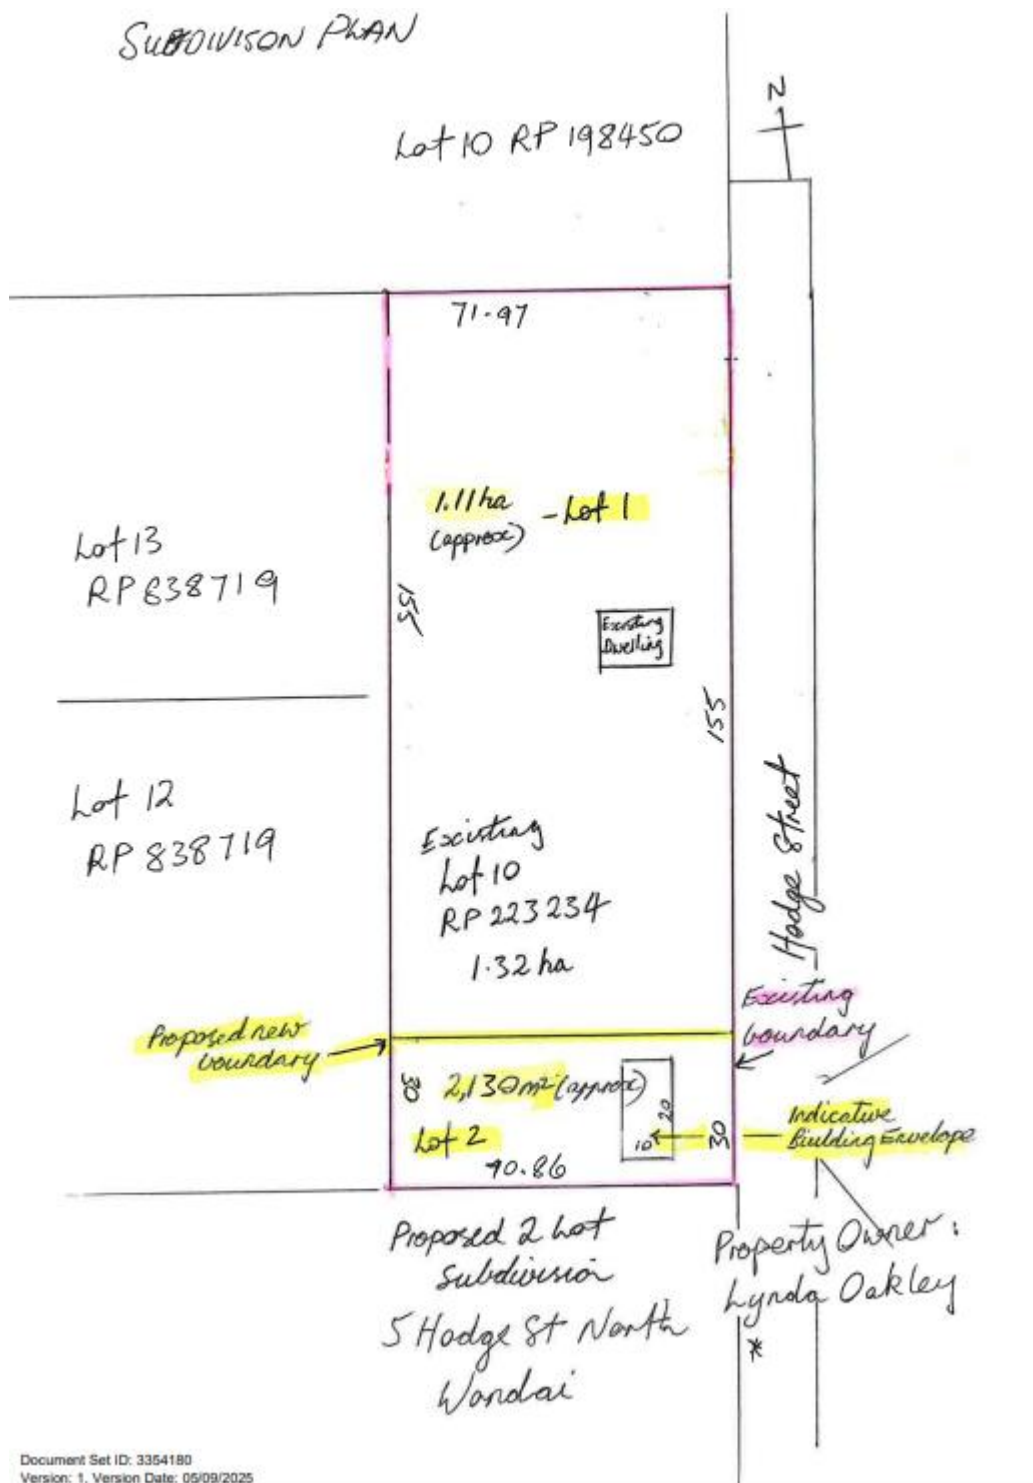 SUBDIVISON PLAN
N
Lot 10 RP 198450
71.97
1.11ha
(approx)
- Lot 1
Lot 13
RP 838719
155
Existing
Dwelling
155
Lot 12
RP 838719
Hodge Street
Existing
Lot 10
RP 223234
1.32 ha
Existing
boundary
Proposed new
boundary
30
2,130m² (approx)
20
10
30
Indicative
Building Envelope
Lot 2
70.86
Proposed 2 Lot
Subdivision
5 Hodge St North
Wondai
Property Owner:
Lynda Oakley
*
Document Set ID: 3354180
Version: 1, Version Date: 05/09/2025